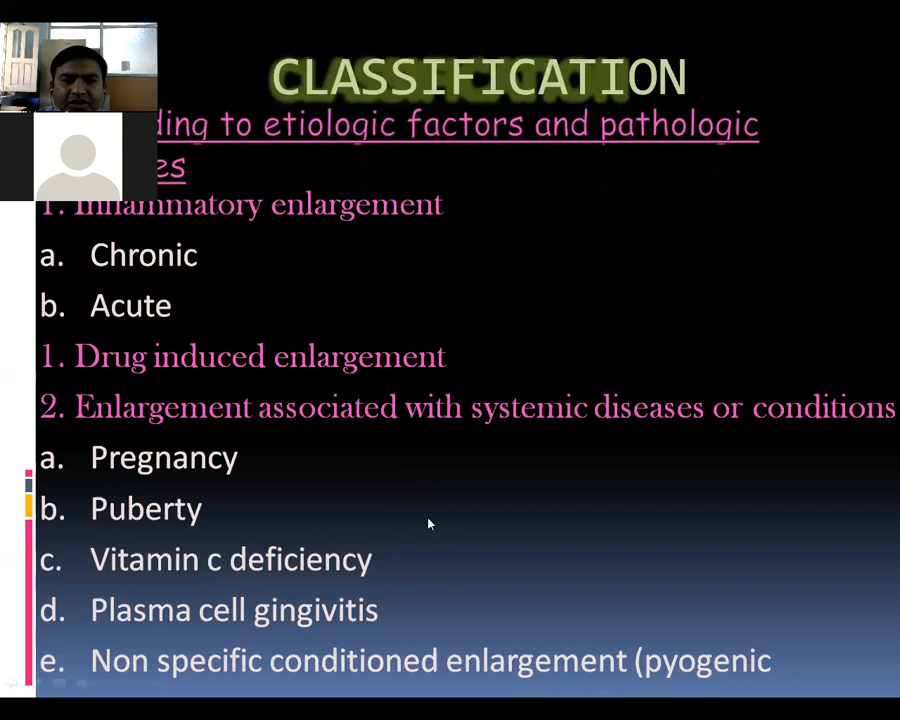 CLASSIFICATION
ding to etiologic factors and pathologic
es
1. Inflammatory enlargement
a. Chronic
b. Acute
1. Drug induced enlargement
2. Enlargement associated with systemic diseases or conditions
a. Pregnancy
b. Puberty
c. Vitamin c deficiency
d. Plasma cell gingivitis
e. Non specific conditioned enlargement (pyogenic